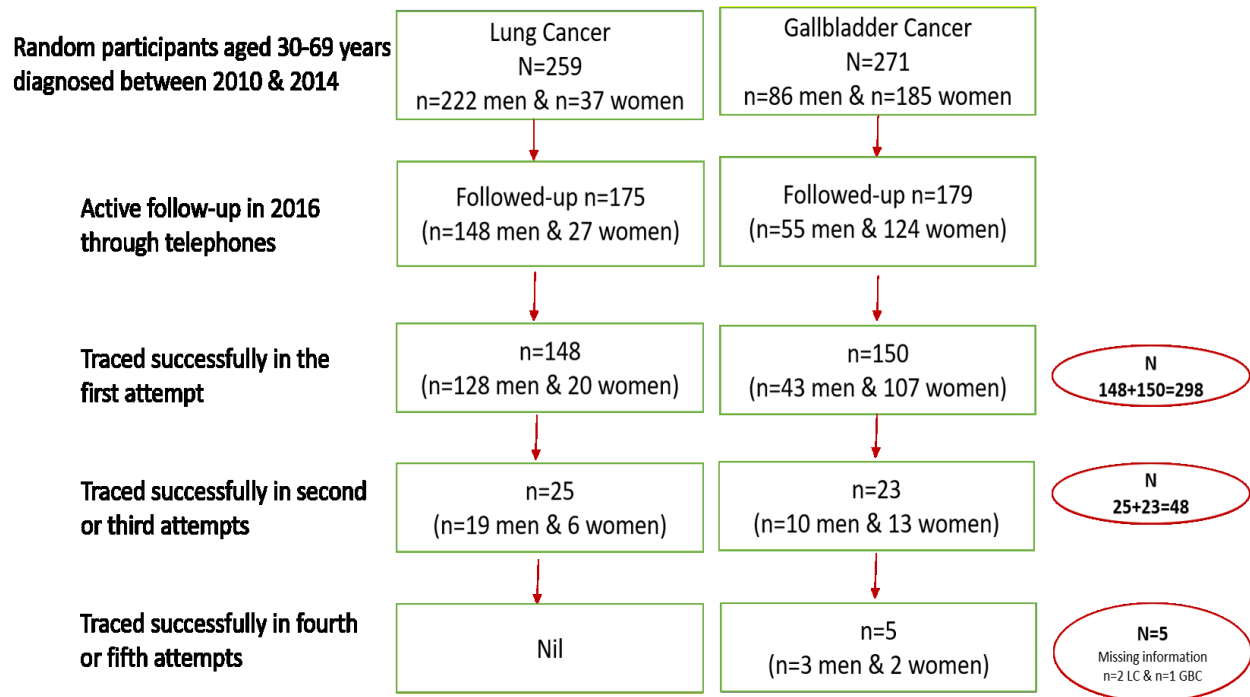 Random participants aged 30-69 years
diagnosed between 2010 & 2014
Lung Cancer
N=259
n=222 men & n=37 women
Gallbladder Cancer
N=271
n=86 men & n=185 women
Active follow-up in 2016
through telephones
Followed-up n=175
(n=148 men & 27 women)
Followed-up n=179
(n=55 men & 124 women)
Traced successfully in the
first attempt
n=148
(n=128 men & 20 women)
n=150
(n=43 men & 107 women)
N
148+150=298
Traced successfully in second
or third attempts
n=25
(n=19 men & 6 women)
n=23
(n=10 men & 13 women)
N
25+23=48
Traced successfully in fourth
or fifth attempts
Nil
n=5
(n=3 men & 2 women)
N=5
Missing information
n=2 LC & n=1 GBC